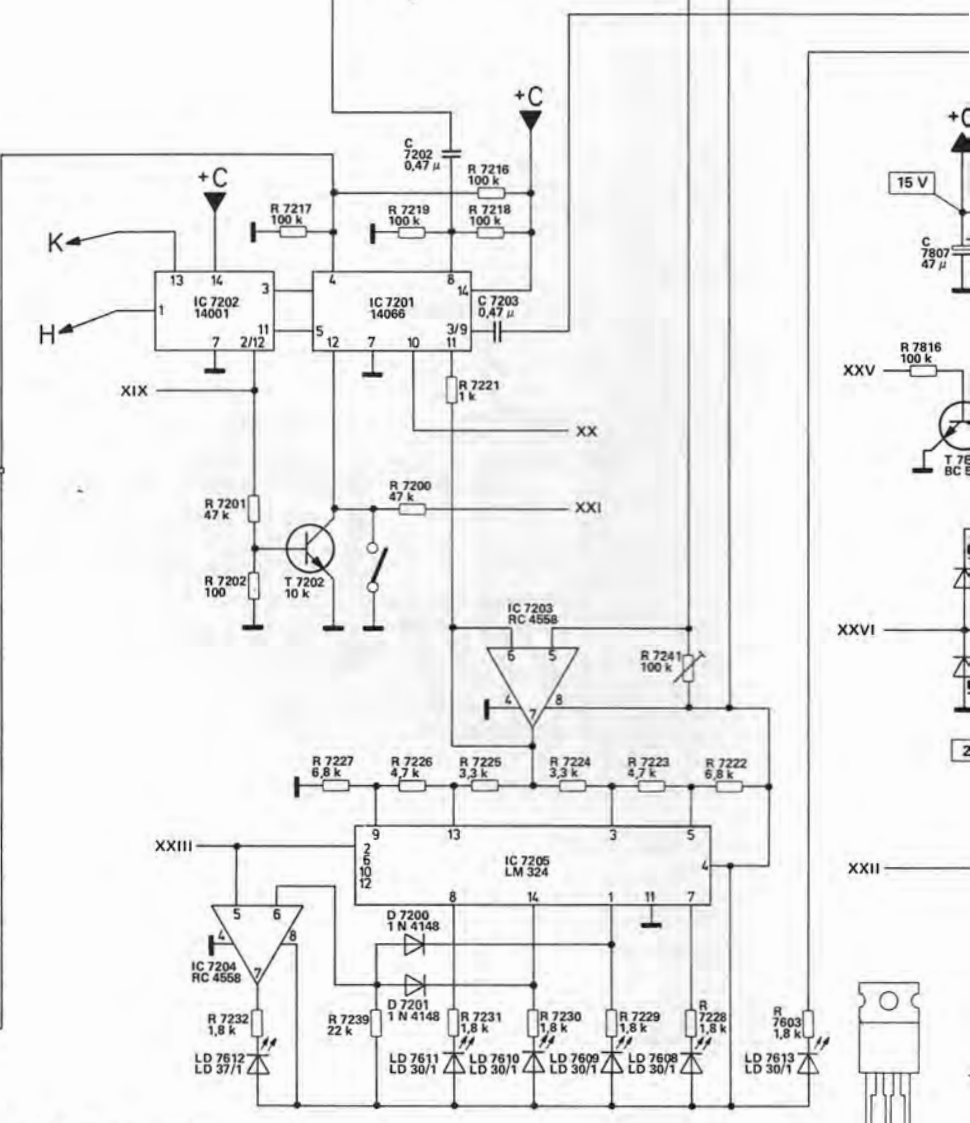 +C
C
7202
0,47 µ
R 7216
100 k
+C
15 V
+C
R 7217
100 k
R 7219
100 k
R 7218
100 k
K
C
7807
47 µ
13
14
4
8
14
3
IC 7202
14001
IC 7201
14066
C 7203
0,47 µ
1
H
11
5
3/9
7
2/12
12
7
10
11
R 7816
100 k
XIX
R 7221
1 k
XXV
XX
R 7200
47 k
R 7201
47 k
XXI
R 7202
100
T 7202
10 k
IC 7203
RC 4558
XXVI
6
5
R 7241
100 k
4
7
8
R 7227
6,8 k
R 7226
4,7 k
R 7225
3,3 k
R 7224
3,3 k
R 7223
4,7 k
R 7222
6,8 k
9
13
3
5
XXIII
2
6
10
12
IC 7205
LM 324
4
XXII
8
14
1
11
7
5
6
D 7200
1 N 4148
4
8
IC 7204
RC 4558
7
D 7201
1 N 4148
R 7232
1,8 k
R 7239
22 k
R 7231
1,8 k
R 7230
1,8 k
R 7229
1,8 k
R
7228
1,8 k
R
7603
1,8 k
LD 7612
LD 37/1
LD 7611
LD 30/1
LD 7610
LD 30/1
LD 7609
LD 30/1
LD 7608
LD 30/1
LD 7613
LD 30/1